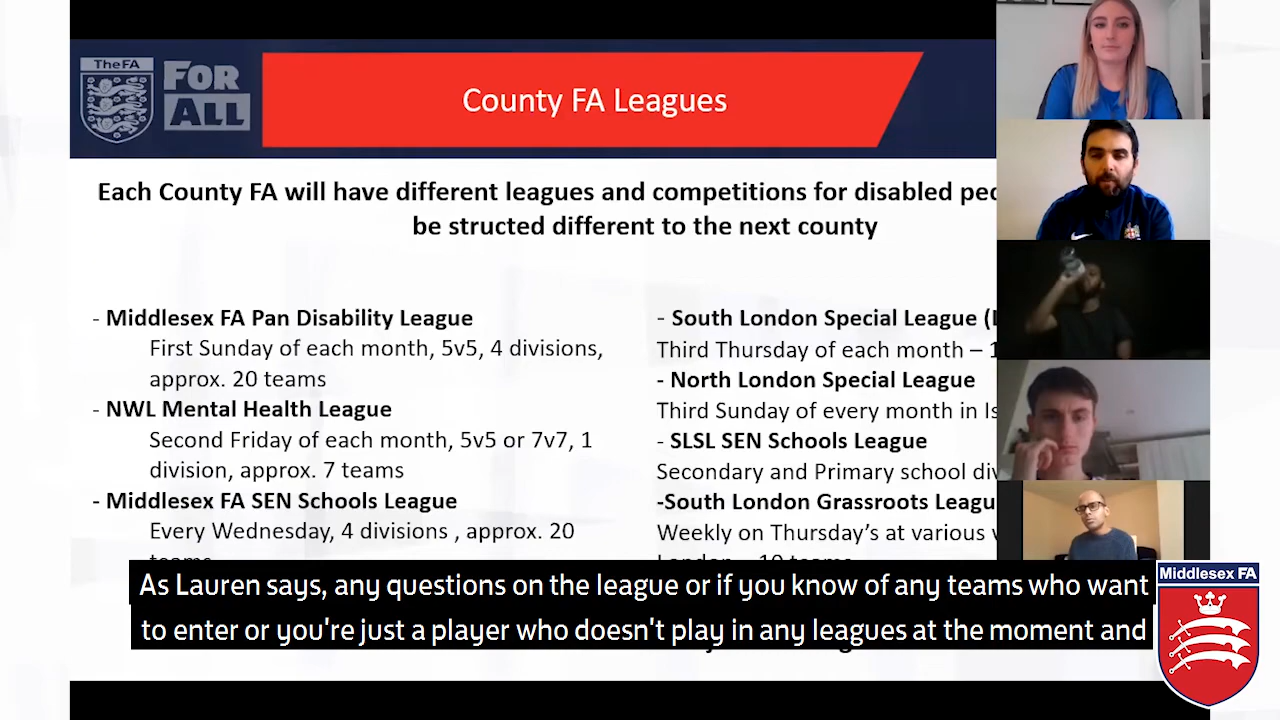 TheFA
FOR
ALL
County FA Leagues
Each County FA will have different leagues and competitions for disabled
be structed different to the next county
- Middlesex FA Pan Disability League
First Sunday of each month, 5v5, 4 divisions,
approx. 20 teams
- NWL Mental Health League
Second Friday of each month, 5v5 or 7v7, 1
division, approx. 7 teams
- Middlesex FA SEN Schools League
Every Wednesday, 4 divisions , approx. 20
teams
- South London Special League
Third Thursday of each month –
- North London Special League
Third Sunday of every month in
- SLSL SEN Schools League
Secondary and Primary school
-South London Grassroots
Weekly on Thursday's at various
As Lauren says, any questions on the league or if you know of any teams who want
to enter or you're just a player who doesn't play in any leagues at the moment and
Middlesex FA